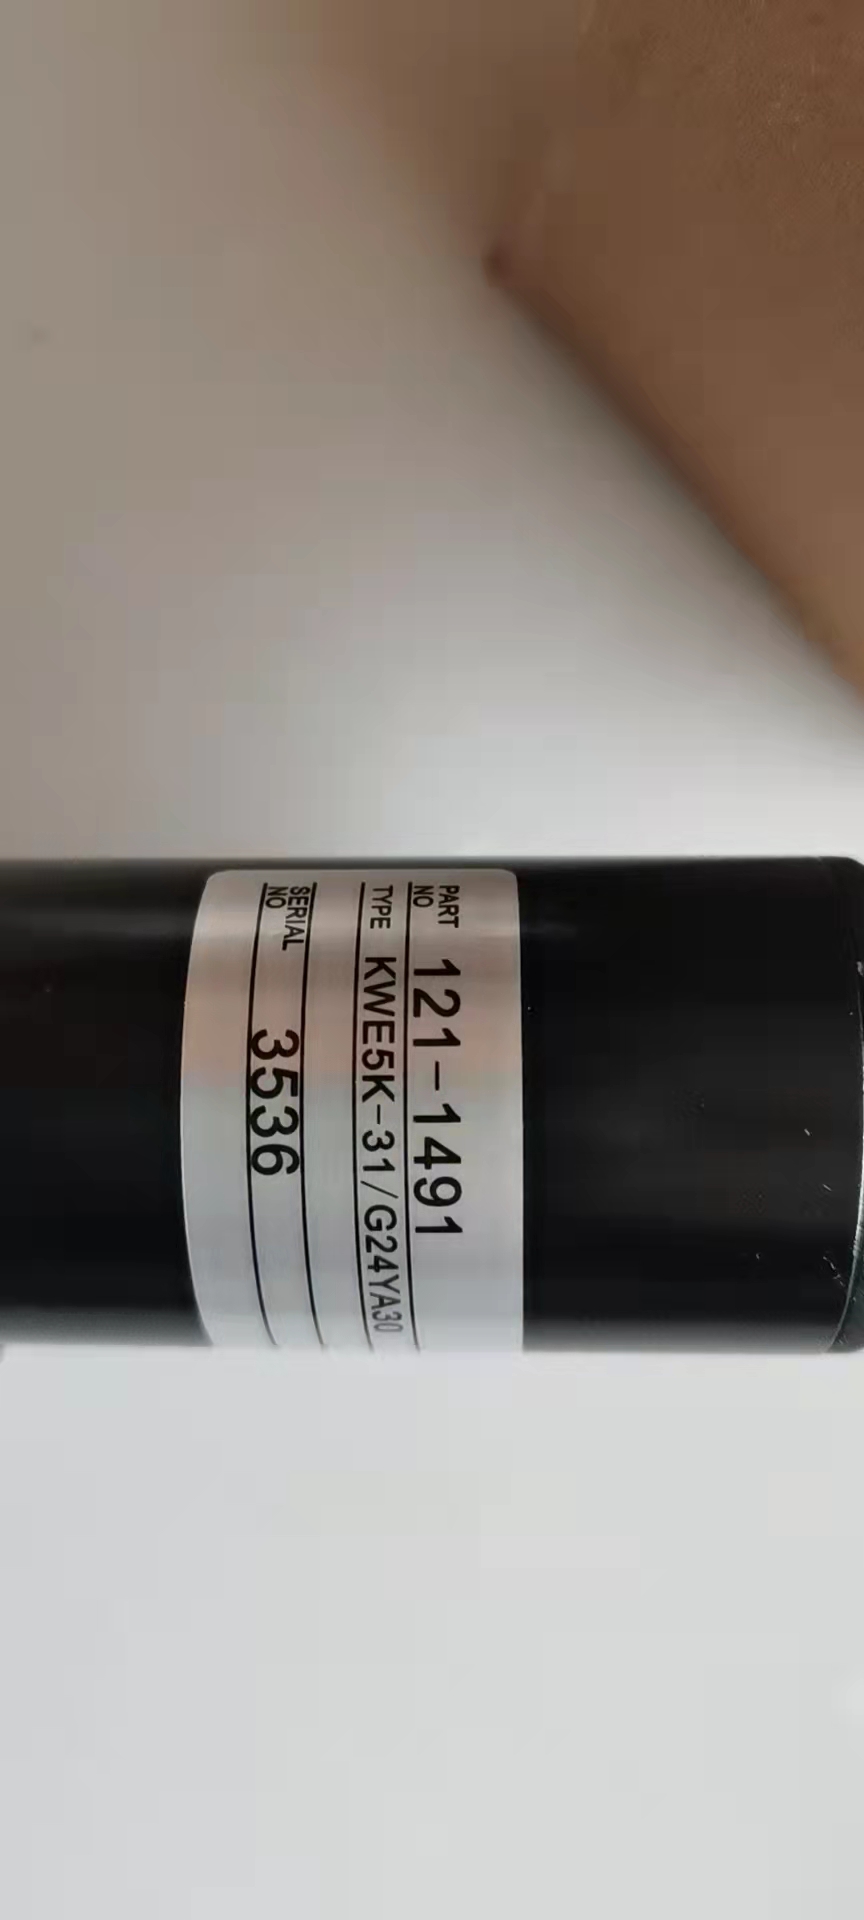 PART NO 121-1491
TYPE KWE5K-31/G24YA30
SERIAL NO 3536